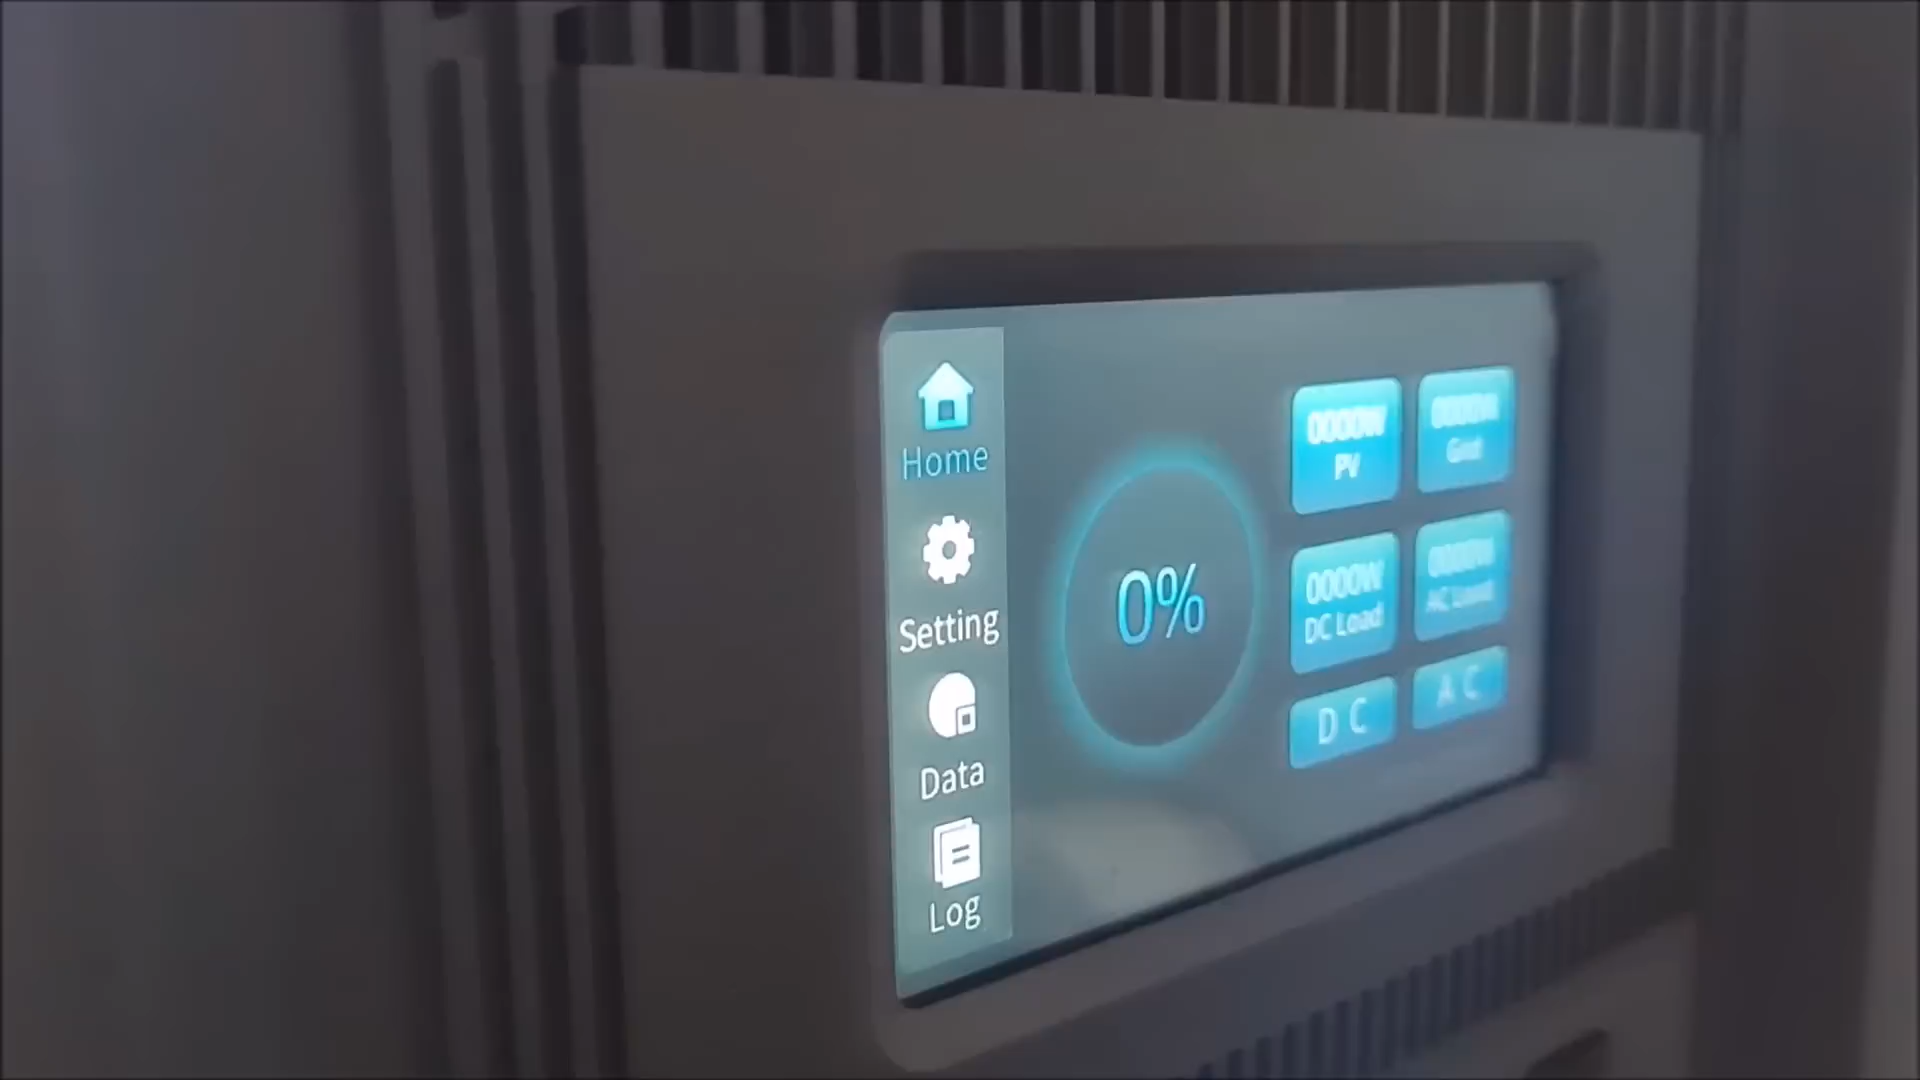 Home
Setting
Data
Log
0%
0000W
PV
0000W
Grid
0000W
DC Load
0000W
AC Load
DC
AC